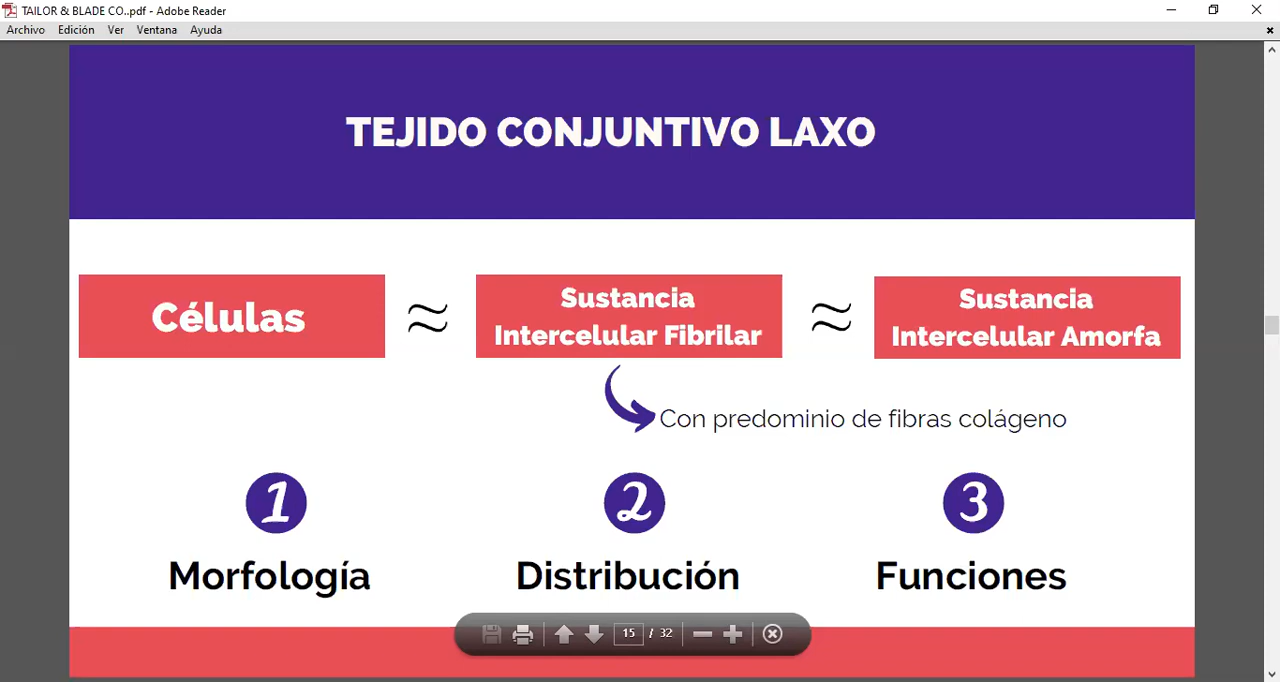 TAILOR & BLADE CO..pdf - Adobe Reader
Archivo Edición Ver Ventana Ayuda
TEJIDO CONJUNTIVO LAXO
Células ≈ Sustancia Intercelular Fibrilar ≈ Sustancia Intercelular Amorfa
Con predominio de fibras colágeno
1 2 3
Morfología Distribución Funciones
15 / 32